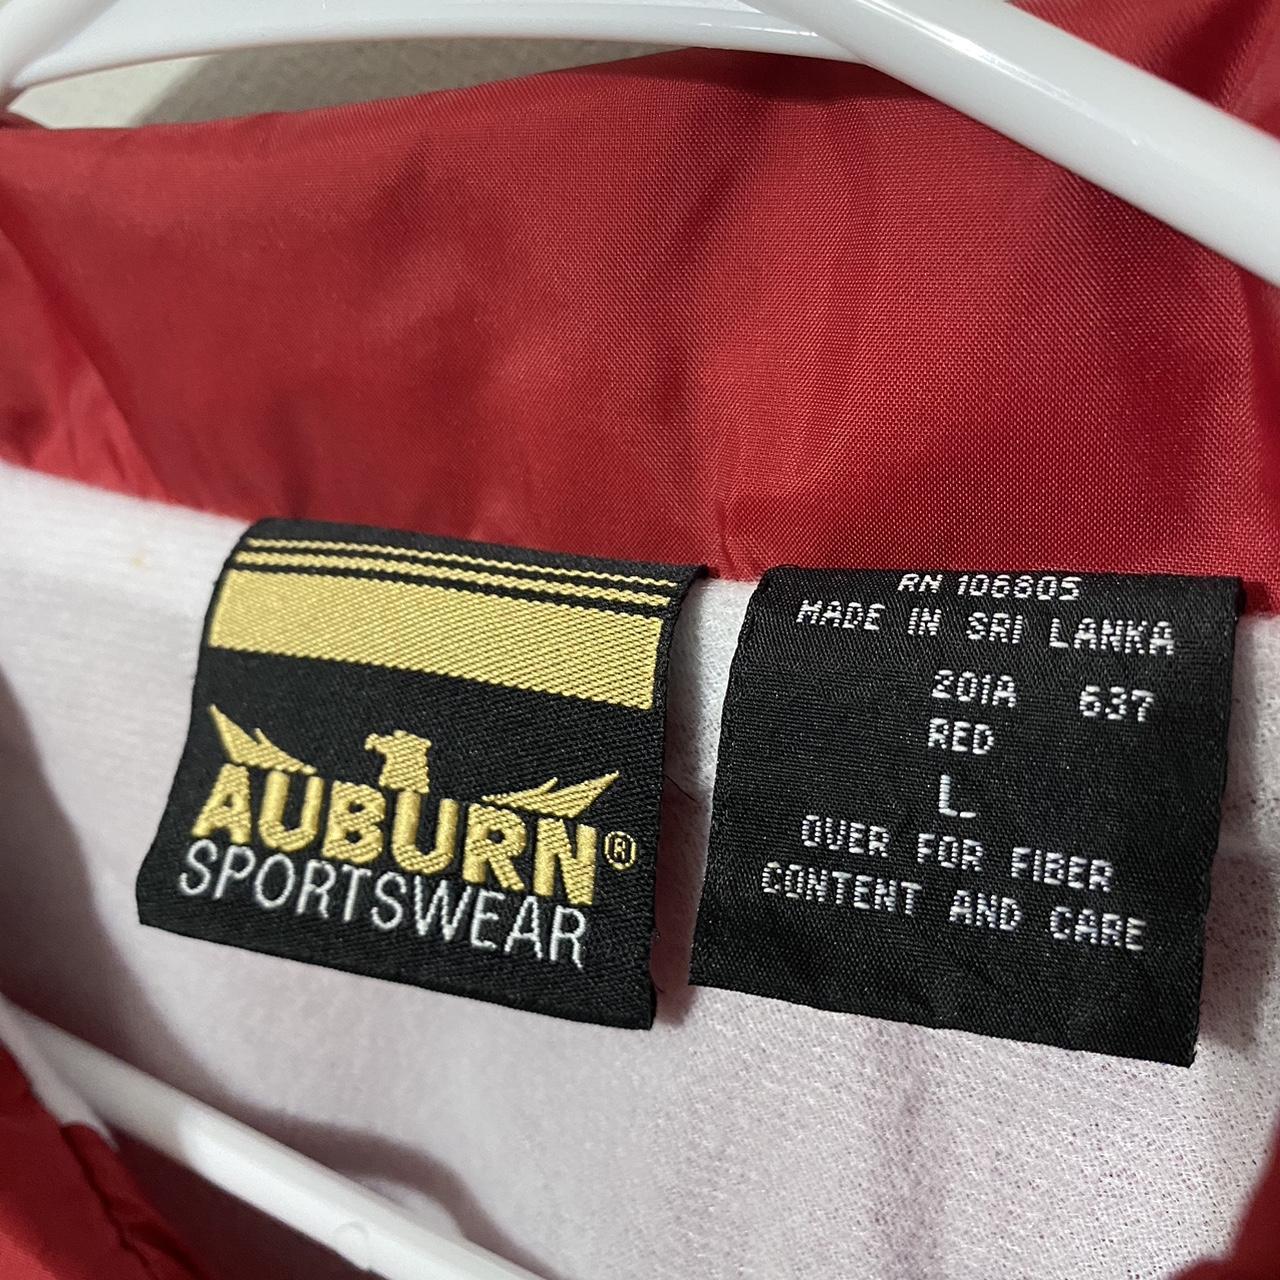 AUBURN®
SPORTSWEAR
RN 106805
MADE IN SRI LANKA
201A 637
RED
L
OVER FOR FIBER
CONTENT AND CARE